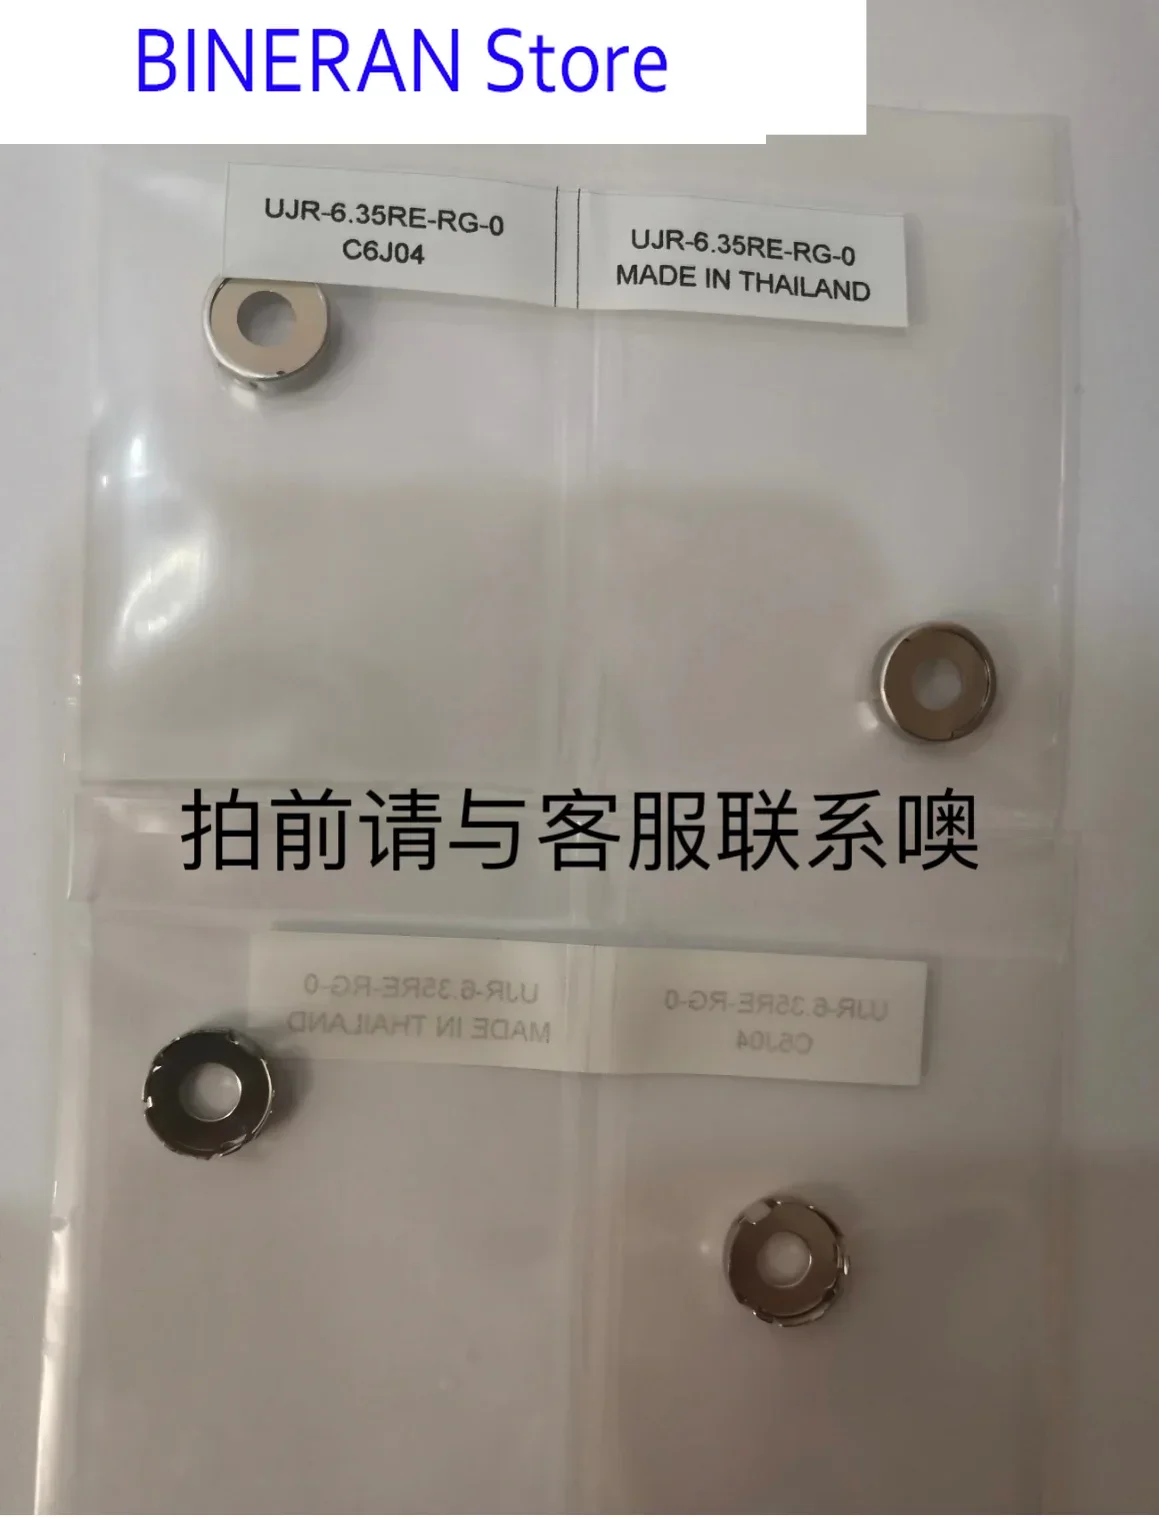 BINERAN Store
UJR-6.35RE-RG-0
C6J04
UJR-6.35RE-RG-0
MADE IN THAILAND
拍前请与客服联系噢
UJR-6.35RE-RG-0
MADE IN THAILAND
UJR-6.35RE-RG-0
C6J04